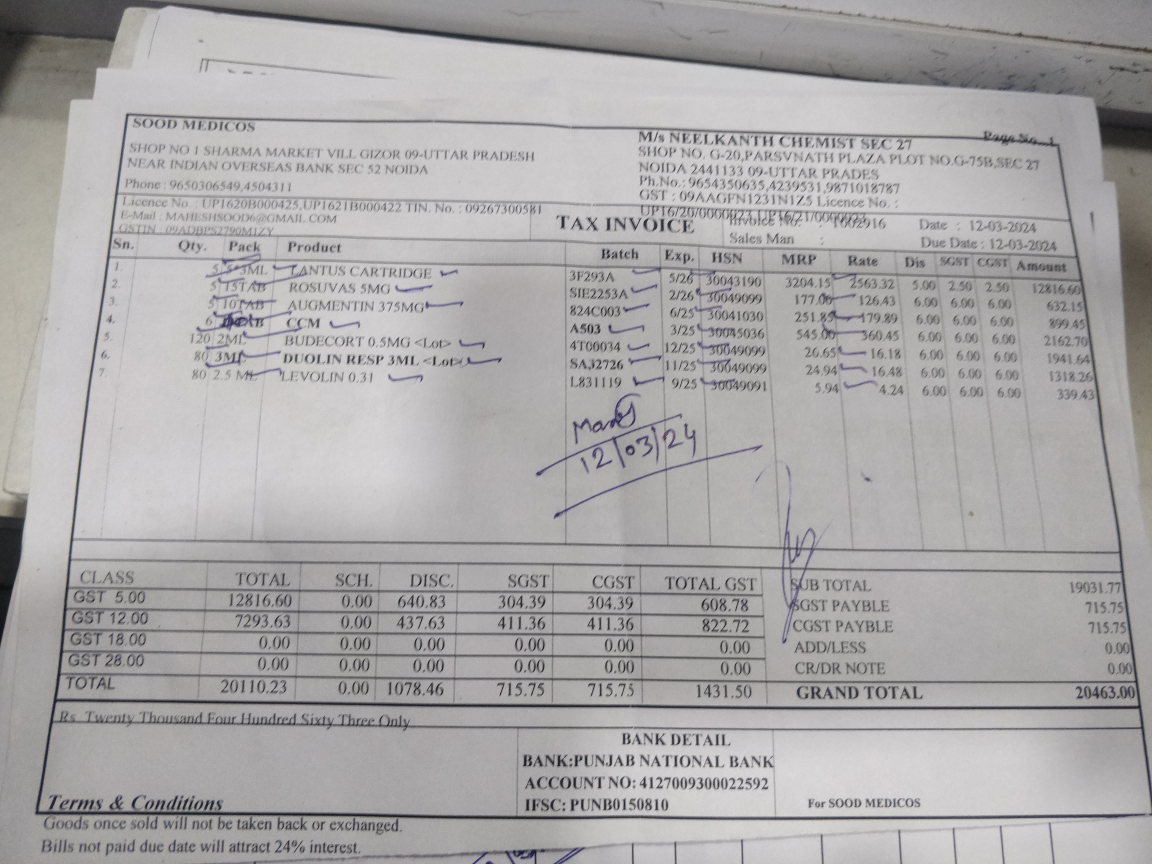 SOOD MEDICOS
SHOP NO 1 SHARMA MARKET VILL GIZOR 09-UTTAR PRADESH
NEAR INDIAN OVERSEAS BANK SEC 52 NOIDA
Phone : 9650306549,4504311
Licence No. : UP1620B000425,UP1621B000422 TIN. No. : 09267300581
E-Mail : MAHESHSOOD6@GMAIL.COM
GSTIN : 09ADBPS2790M1ZY
Page No. 1
M/s NEELKANTH CHEMIST SEC 27
SHOP NO. G-20,PARSVNATH PLAZA PLOT NO.G-75B,SEC 27
NOIDA 2441133 09-UTTAR PRADES
Ph.No.: 9654350635,4239531,9871018787
GST : 09AAGFN1231N1Z5 Licence No. :
TAX INVOICE
Invoice No. : 1002916 Date : 12-03-2024
Sales Man : Due Date : 12-03-2024
Sn. Qty. Pack Product Batch Exp. HSN MRP Rate Dis SGST CGST Amount
1. 5 5*3ML LANTUS CARTRIDGE 3F293A 5/26 30043190 3204.15 2563.32 5.00 2.50 2.50 12816.60
2. 5 15TAB ROSUVAS 5MG SIE2253A 2/26 30049099 177.00 126.43 6.00 6.00 6.00 632.15
3. 5 10TAB AUGMENTIN 375MG 824C003 6/25 30041030 251.85 179.89 6.00 6.00 6.00 899.45
4. 6 CCM A503 3/25 30045036 545.00 360.45 6.00 6.00 6.00 2162.70
5. 120 2ML BUDECORT 0.5MG <Lot> 4T00034 12/25 30049099 26.65 16.18 6.00 6.00 6.00 1941.64
6. 80 3ML DUOLIN RESP 3ML <Lot> SA32726 11/25 30049099 24.94 16.48 6.00 6.00 6.00 1318.26
7. 80 2.5 ML LEVOLIN 0.31 L831119 9/25 30049091 5.94 4.24 6.00 6.00 6.00 339.43
12/03/24
CLASS TOTAL SCH. DISC. SGST CGST TOTAL GST
GST 5.00 12816.60 0.00 640.83 304.39 304.39 608.78
GST 12.00 7293.63 0.00 437.63 411.36 411.36 822.72
GST 18.00 0.00 0.00 0.00 0.00 0.00 0.00
GST 28.00 0.00 0.00 0.00 0.00 0.00 0.00
TOTAL 20110.23 0.00 1078.46 715.75 715.75 1431.50
SUB TOTAL 19031.77
SGST PAYBLE 715.75
CGST PAYBLE 715.75
ADD/LESS 0.00
CR/DR NOTE 0.00
GRAND TOTAL 20463.00
Rs. Twenty Thousand Four Hundred Sixty Three Only
BANK DETAIL
BANK:PUNJAB NATIONAL BANK
ACCOUNT NO: 4127009300022592
IFSC: PUNB0150810
For SOOD MEDICOS
Terms & Conditions
Goods once sold will not be taken back or exchanged.
Bills not paid due date will attract 24% interest.